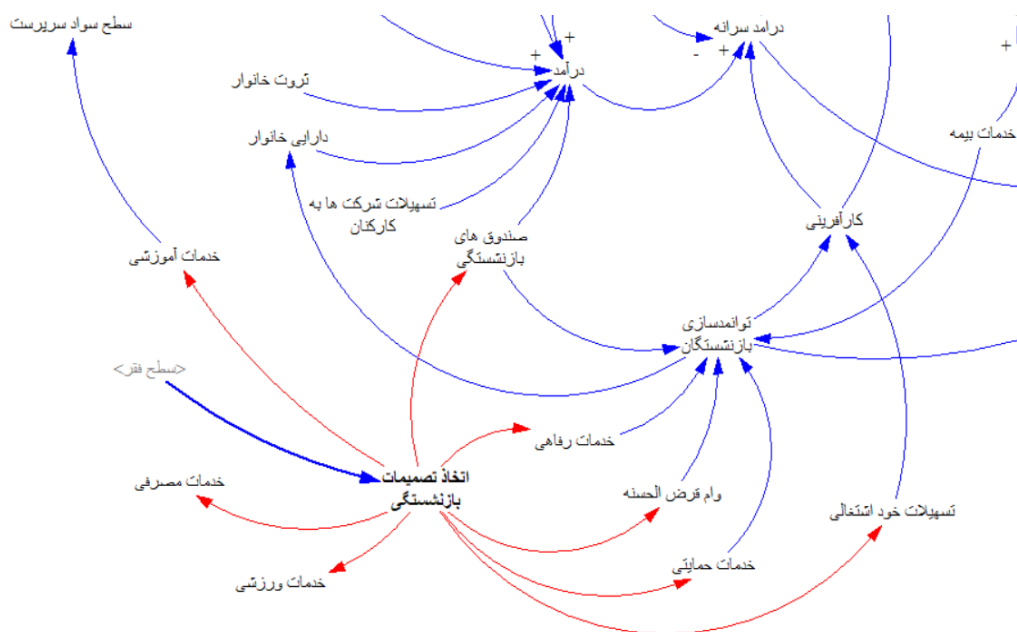 سطح سواد سرپرست
درامد سرانه
+
+
-
+
+
درآمد
ثروت خانوار
دارایی خانوار
خدمات بیمه
تسهیلات شرکت ها به
کارکنان
کارآفرینی
صندوق های
بازنشستگی
خدمات آموزشی
توانمدسازی
بازنشستگان
<سطح فقر>
خدمات رفاهی
اتخاذ تصمیمات
بازنشستگی
خدمات مصرفی
وام قرض الحسنه
تسهیلات خود اشتغالی
خدمات حمایتی
خدمات ورزشی